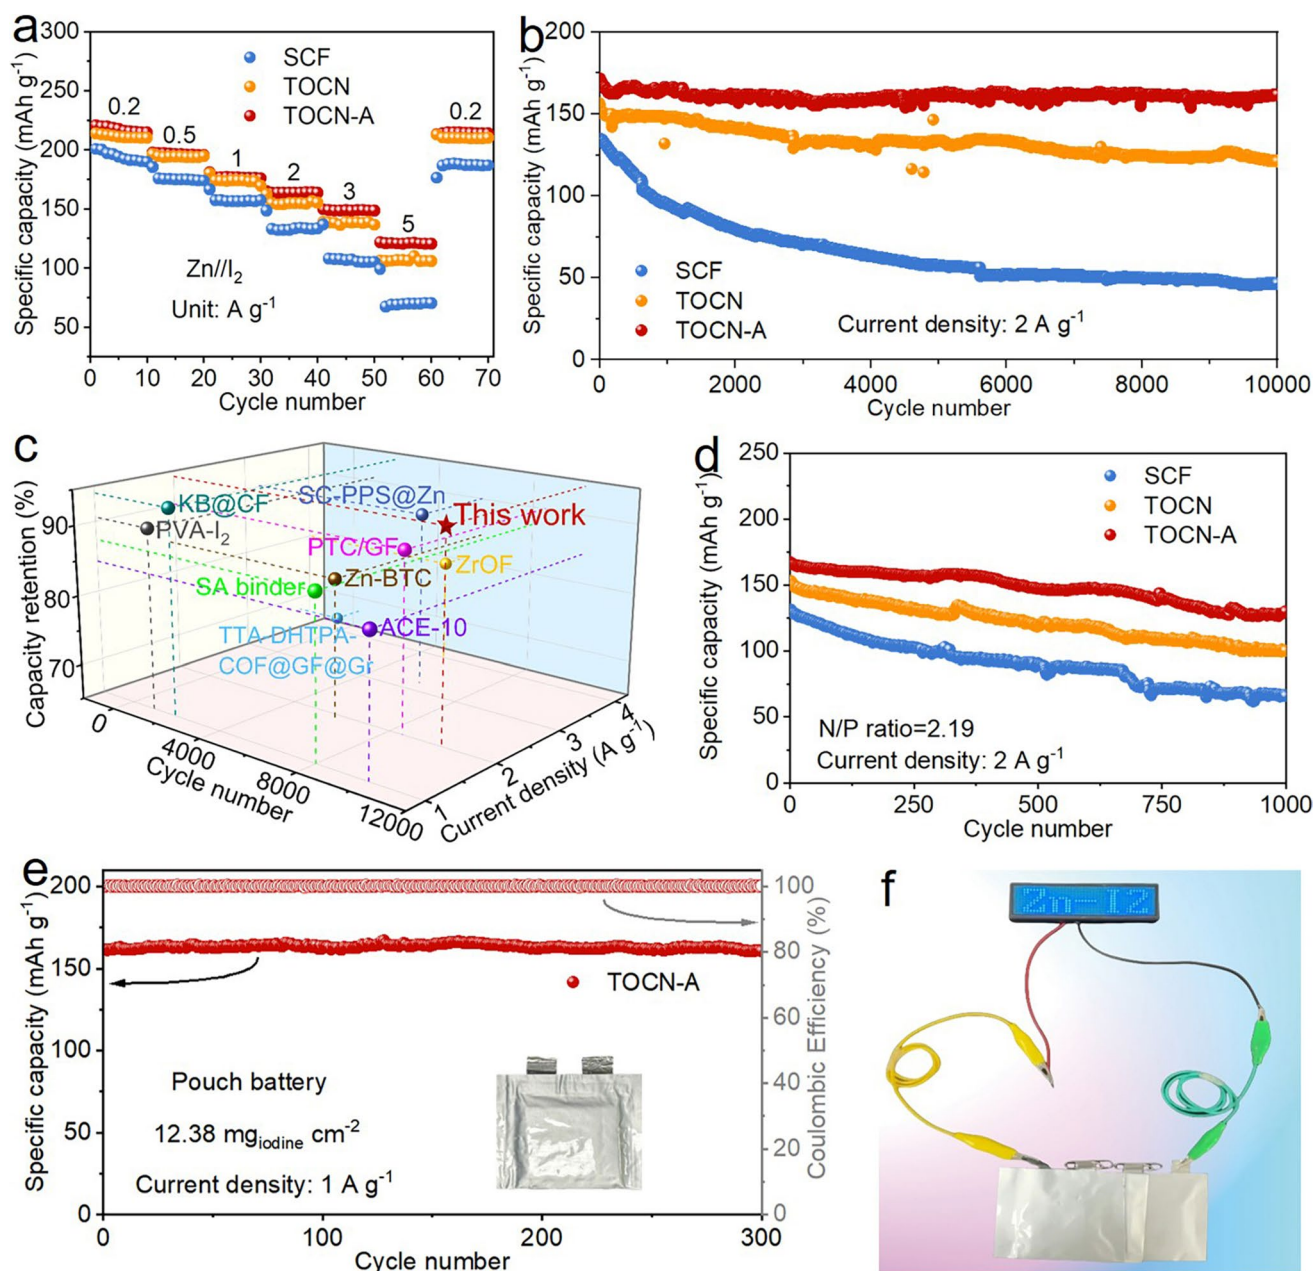 a
300
250
200
150
100
50
Specific capacity (mAh g⁻¹)
SCF
TOCN
TOCN-A
0.2
0.5
1
2
3
5
0.2
Zn//I₂
Unit: A g⁻¹
0 10 20 30 40 50 60 70
Cycle number
b
200
150
100
50
0
Specific capacity (mAh g⁻¹)
SCF
TOCN
TOCN-A
Current density: 2 A g⁻¹
0 2000 4000 6000 8000 10000
Cycle number
c
Capacity retention (%)
90
80
70
KB@CF
PVA-I₂
SC-PPS@Zn
This work
PTC/GF
ZrOF
Zn-BTC
SA binder
TTA-DHTPA-
COF@GF@Gr
ACE-10
0
4000
8000
12000
Cycle number
1
2
3
4
Current density (A g⁻¹)
d
250
200
150
100
50
0
Specific capacity (mAh g⁻¹)
SCF
TOCN
TOCN-A
N/P ratio=2.19
Current density: 2 A g⁻¹
0 250 500 750 1000
Cycle number
e
200
150
100
50
0
Specific capacity (mAh g⁻¹)
100
80
60
40
20
0
Coulombic Efficiency (%)
TOCN-A
Pouch battery
12.38 mg_iodine cm⁻²
Current density: 1 A g⁻¹
0 100 200 300
Cycle number
f
Zn-I2